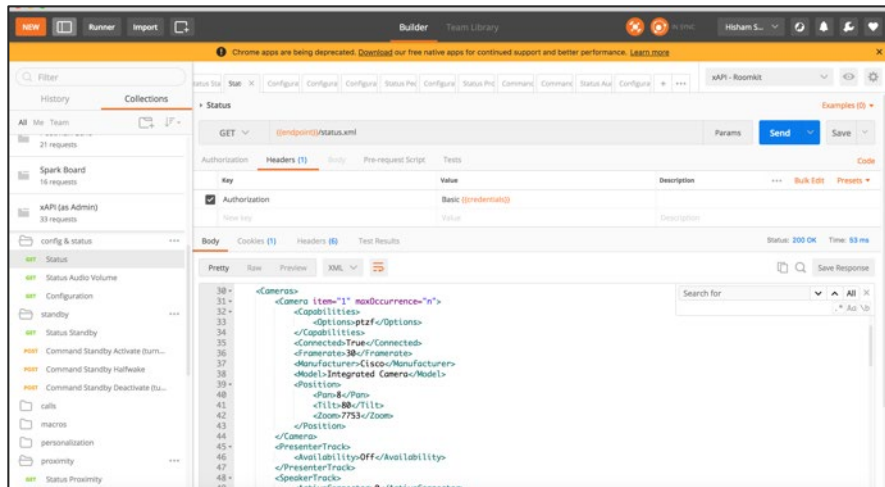 NEW Runner Import Builder Team Library IN SYNC Hisham S...
Chrome apps are being deprecated. Download our free native apps for continued support and better performance. Learn more
Filter
History Collections
All Me Team
21 requests
Spark Board
16 requests
xAPI (as Admin)
33 requests
config & status
GET Status
GET Status Audio Volume
GET Configuration
standby
GET Status Standby
POST Command Standby Activate (turn...
POST Command Standby Halfwake
POST Command Standby Deactivate (tu...
calls
macros
personalization
proximity
GET Status Proximity
Stat Configura Configura Configura Status Configura Command Command Configura
xAPI - Roomkit
Status
Examples (0)
GET {{endpoint}}/status.xml Params Send Save
Authorization Headers (1) Body Pre-request Script Tests Code
Key Value Description Bulk Edit Presets
Authorization Basic {{credentials}}
New key Value Description
Body Cookies (1) Headers (6) Test Results Status: 200 OK Time: 53 ms
Pretty Raw Preview XML Save Response
Search for All
.* Aa \b
30 <Cameras>
31 <Camera item="1" maxOccurrence="n">
32 <Capabilities>
33 <Options>ptzf</Options>
34 </Capabilities>
35 <Connected>True</Connected>
36 <Framerate>30</Framerate>
37 <Manufacturer>Cisco</Manufacturer>
38 <Model>Integrated Camera</Model>
39 <Position>
40 <Pan>8</Pan>
41 <Tilt>80</Tilt>
42 <Zoom>7753</Zoom>
43 </Position>
44 </Camera>
45 <PresenterTrack>
46 <Availability>Off</Availability>
47 </PresenterTrack>
48 <SpeakerTrack>